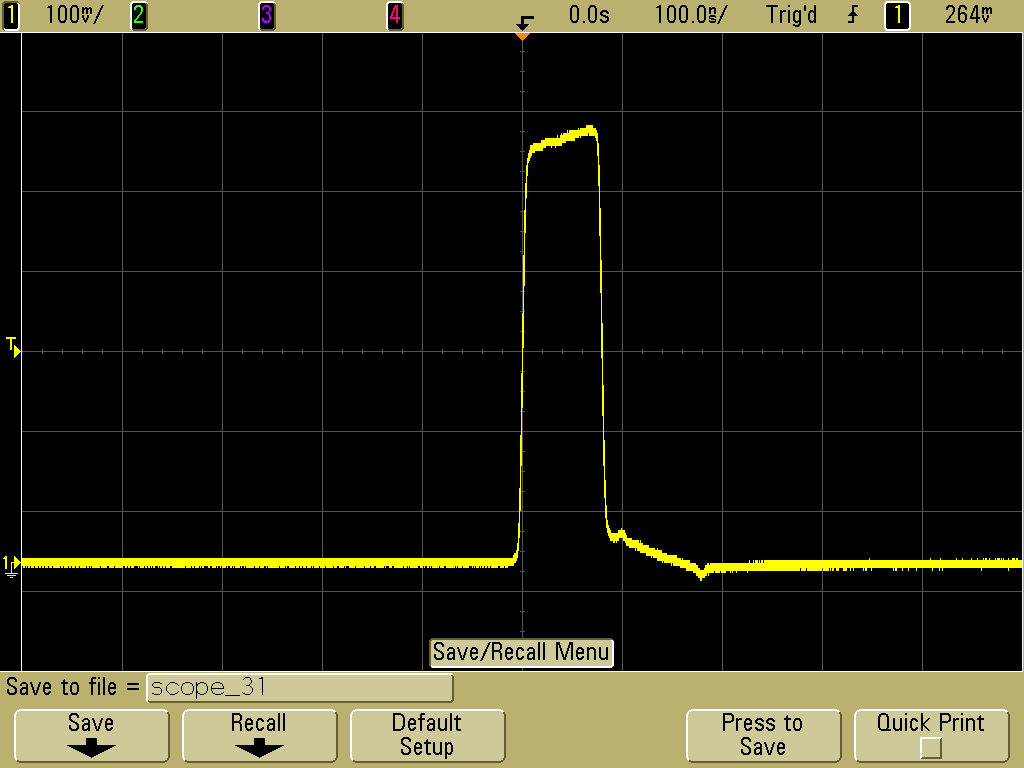 1 100mV/ 2 3 4 0.0s 100.0ns/ Trig'd 1 264mV
T
1
Save/Recall Menu
Save to file = scope_31
Save Recall Default Setup Press to Save Quick Print